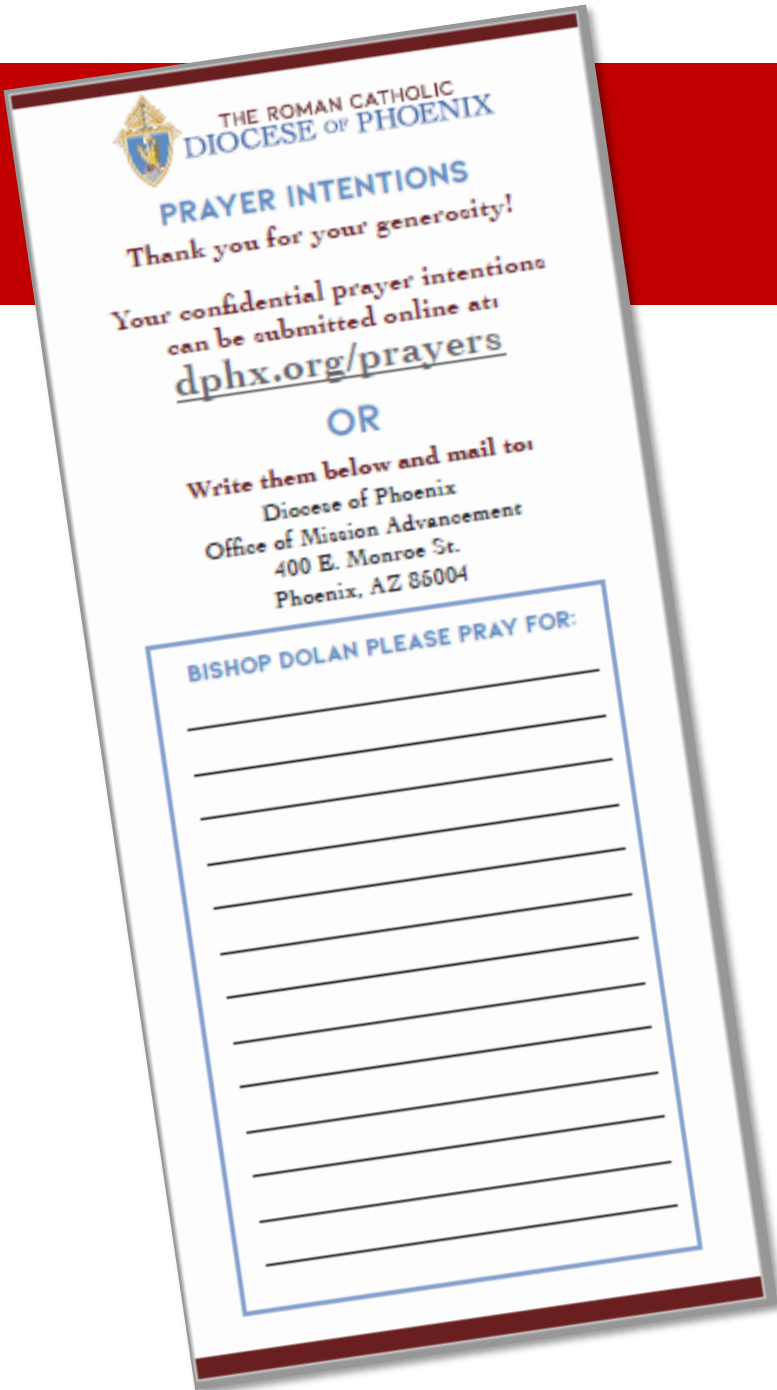 THE ROMAN CATHOLIC
DIOCESE OF PHOENIX
PRAYER INTENTIONS
Thank you for your generosity!
Your confidential prayer intentions
can be submitted online at:
dphx.org/prayers
OR
Write them below and mail to:
Diocese of Phoenix
Office of Mission Advancement
400 E. Monroe St.
Phoenix, AZ 85004
BISHOP DOLAN PLEASE PRAY FOR: